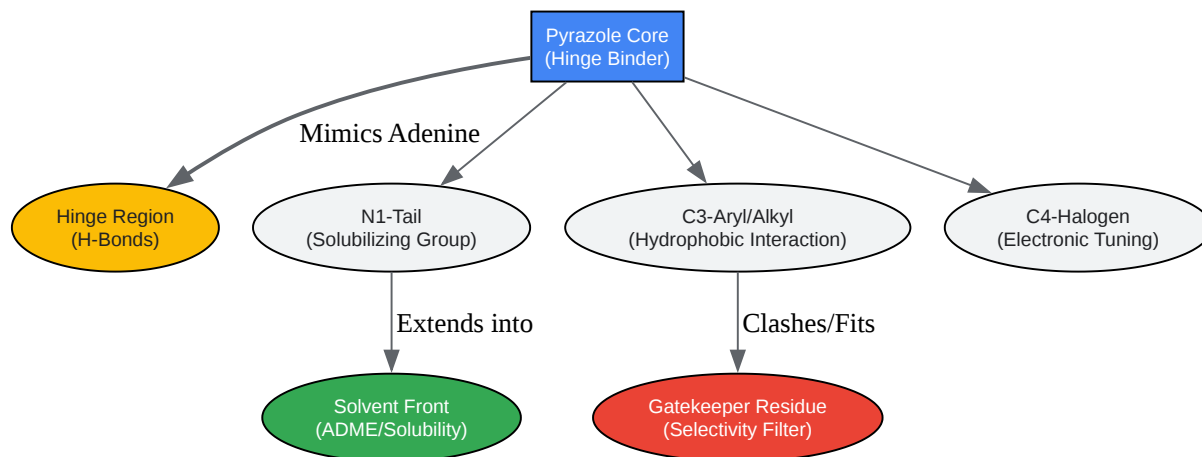 Pyrazole Core
(Hinge Binder)
Mimics Adenine
Hinge Region
(H-Bonds)
N1-Tail
(Solubilizing Group)
C3-Aryl/Alkyl
(Hydrophobic Interaction)
C4-Halogen
(Electronic Tuning)
Extends into
Clashes/Fits
Solvent Front
(ADME/Solubility)
Gatekeeper Residue
(Selectivity Filter)